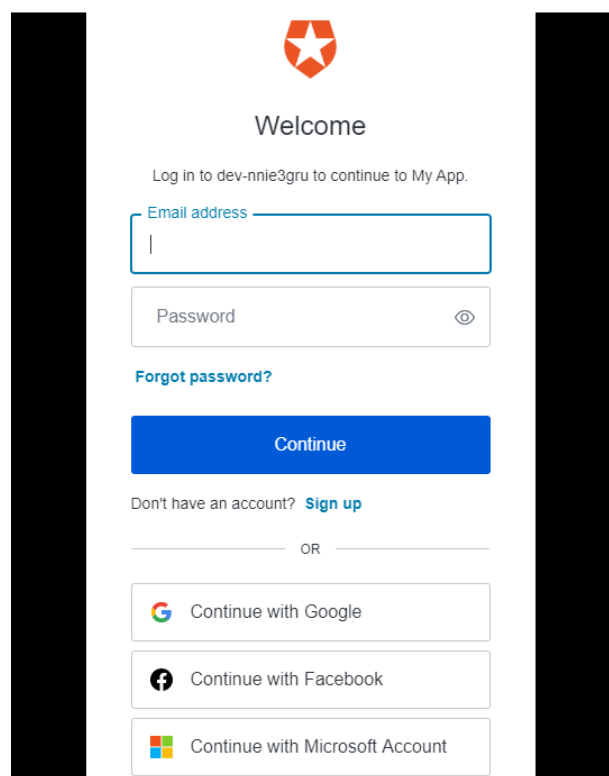 Welcome
Log in to dev-nnie3gru to continue to My App.
Email address
Password
Forgot password?
Continue
Don't have an account? Sign up
OR
Continue with Google
Continue with Facebook
Continue with Microsoft Account